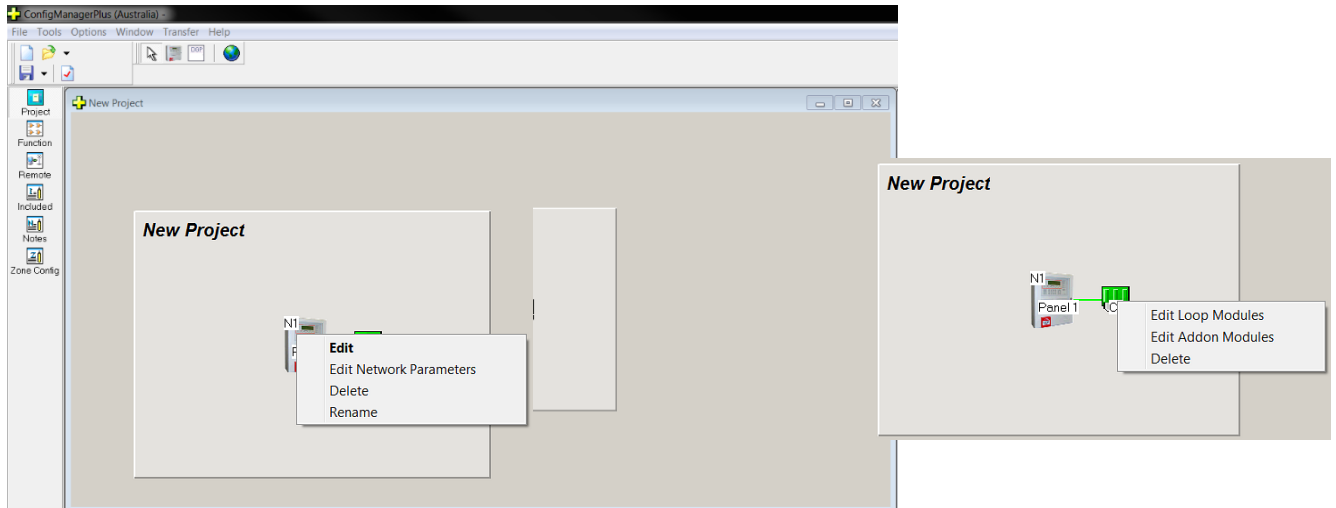 ConfigManagerPlus (Australia) -
File Tools Options Window Transfer Help
DDF
Project
Function
Remote
Included
Notes
Zone Config
New Project
New Project
N1
Edit
Edit Network Parameters
Delete
Rename
New Project
N1
Panel 1
Edit Loop Modules
Edit Addon Modules
Delete